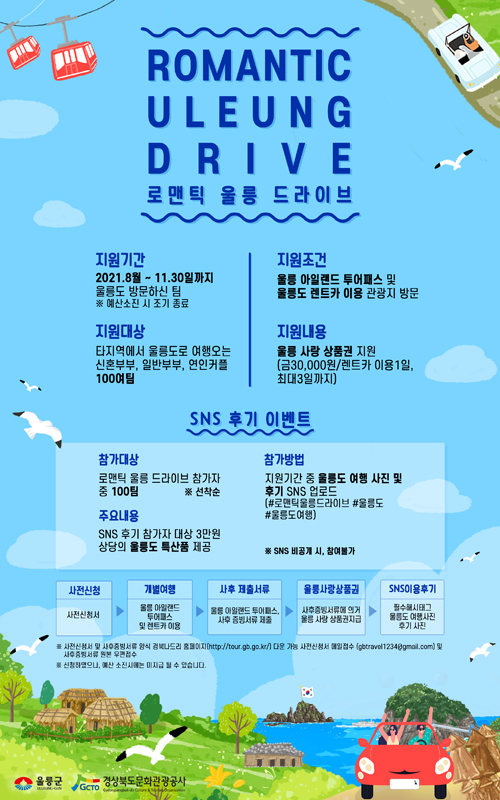 ROMANTIC
ULEUNG
DRIVE
로맨틱 울릉 드라이브
지원기간
2021.8월 ~ 11.30일까지
울릉도 방문하신 팀
※ 예산소진 시 조기 종료
지원조건
울릉 아일랜드 투어패스 및
울릉도 렌트카 이용 관광지 방문
지원대상
타지역에서 울릉도로 여행오는
신혼부부, 일반부부, 연인커플
100여팀
지원내용
울릉 사랑 상품권 지원
(금30,000원/렌트카 이용1일,
최대3일까지)
SNS 후기 이벤트
참가대상
로맨틱 울릉 드라이브 참가자
중 100팀 ※ 선착순
주요내용
SNS 후기 참가자 대상 3만원
상당의 울릉도 특산품 제공
참가방법
지원기간 중 울릉도 여행 사진 및
후기 SNS 업로드
(#로맨틱울릉드라이브 #울릉도
#울릉도여행)
※ SNS 비공개 시, 참여불가
사전신청
사전신청서
개별여행
울릉 아일랜드
투어패스
및 렌트카 이용
사후 제출서류
울릉 아일랜드 투어패스,
사후 증빙서류 제출
울릉사랑상품권
사후증빙서류에 의거
울릉 사랑 상품권지급
SNS이용후기
필수해시태그
울릉도 여행사진
후기 사진
※ 사전신청서 및 사후증빙서류 양식 경북나드리 홈페이지(http://tour.gb.go.kr/) 다운 가능 사전신청서 메일접수 (gbtravel1234@gmail.com) 및
사후증빙서류 원본 우편접수
※ 신청하였으나, 예산 소진시에는 미지급 될 수 있습니다.
울릉군
ULLEUNG-GUN
GCTO
경상북도문화관광공사
Gyeongsangbuk-do Culture & Tourism Organization